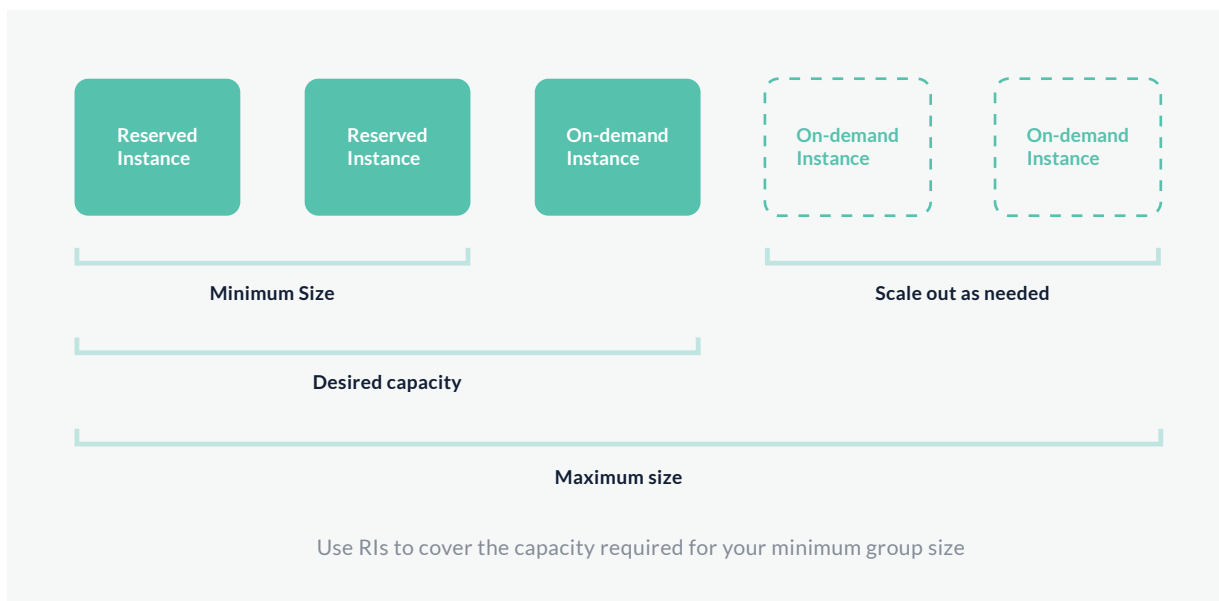 Reserved
Instance
Reserved
Instance
On-demand
Instance
On-demand
Instance
On-demand
Instance
Minimum Size
Scale out as needed
Desired capacity
Maximum size
Use RIs to cover the capacity required for your minimum group size